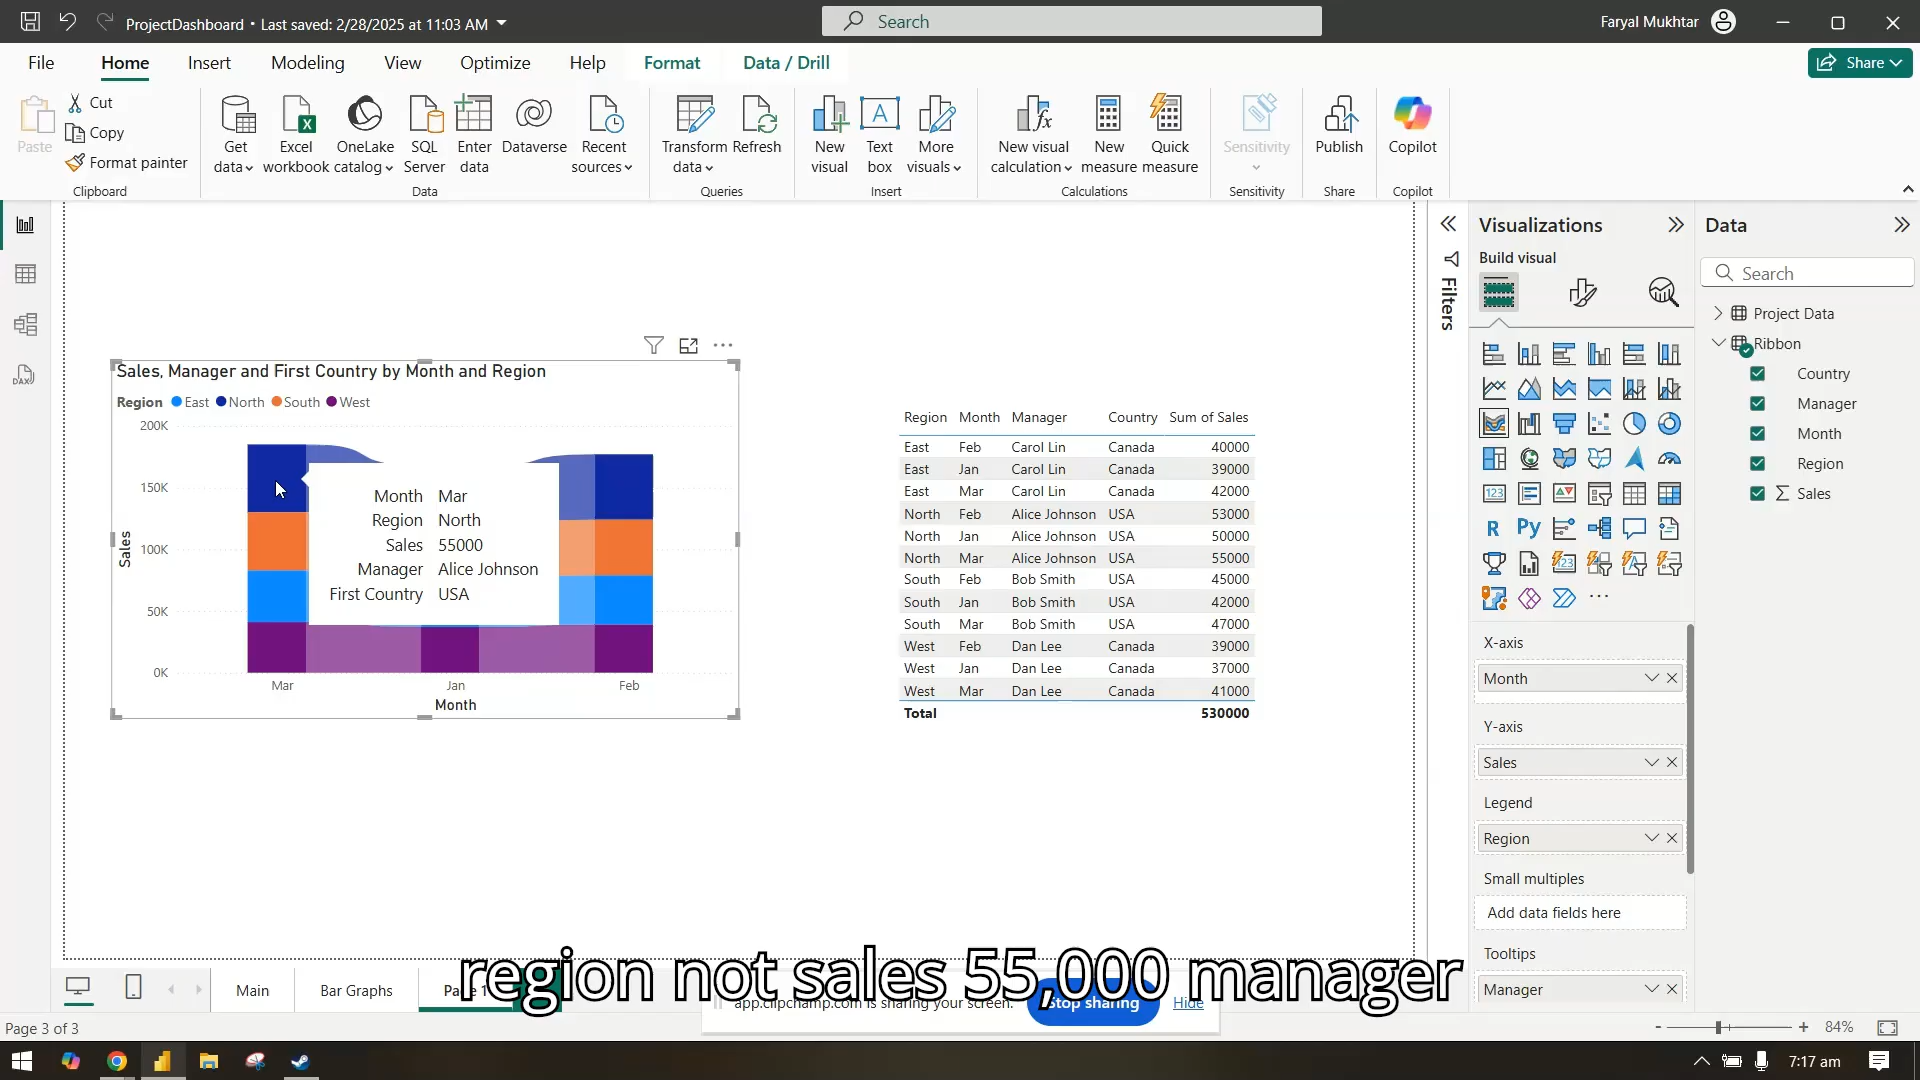 ProjectDashboard • Last saved: 2/28/2025 at 11:03 AM
Search
Faryal Mukhtar
File Home Insert Modeling View Optimize Help Format Data / Drill
Share
Paste
Cut
Copy
Format painter
Clipboard
Get data
Excel workbook
OneLake catalog
SQL Server
Enter data
Dataverse
Recent sources
Data
Transform data
Refresh
Queries
New visual
Text box
More visuals
Insert
New visual calculation
New measure
Quick measure
Calculations
Sensitivity
Sensitivity
Publish
Share
Copilot
Copilot
Sales, Manager and First Country by Month and Region
Region East North South West
200K
150K
100K
50K
0K
Sales
Mar Jan Feb
Month
Month Mar
Region North
Sales 55000
Manager Alice Johnson
First Country USA
Region Month Manager Country Sum of Sales
East Feb Carol Lin Canada 40000
East Jan Carol Lin Canada 39000
East Mar Carol Lin Canada 42000
North Feb Alice Johnson USA 53000
North Jan Alice Johnson USA 50000
North Mar Alice Johnson USA 55000
South Feb Bob Smith USA 45000
South Jan Bob Smith USA 42000
South Mar Bob Smith USA 47000
West Feb Dan Lee Canada 39000
West Jan Dan Lee Canada 37000
West Mar Dan Lee Canada 41000
Total 530000
Filters
Visualizations
Build visual
123
R Py
123
X-axis
Month
Y-axis
Sales
Legend
Region
Small multiples
Add data fields here
Tooltips
Manager
Data
Search
Project Data
Ribbon
Country
Manager
Month
Region
Σ Sales
DAX
region not sales 55,000 manager
Main Bar Graphs Page 1
app.clipchamp.com is sharing your screen. Stop sharing Hide
Page 3 of 3
- + 84%
7:17 am